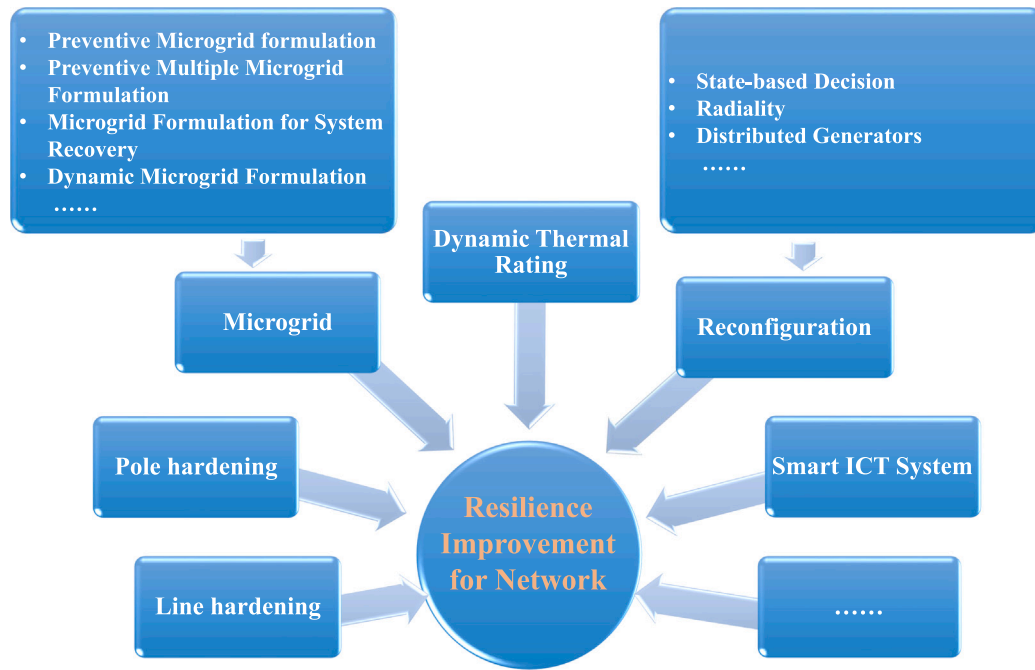 • Preventive Microgrid formulation
• Preventive Multiple Microgrid
Formulation
• Microgrid Formulation for System
Recovery
• Dynamic Microgrid Formulation
……
• State-based Decision
• Radiality
• Distributed Generators
……
Dynamic Thermal
Rating
Microgrid
Reconfiguration
Pole hardening
Smart ICT System
Resilience
Improvement
for Network
Line hardening
……